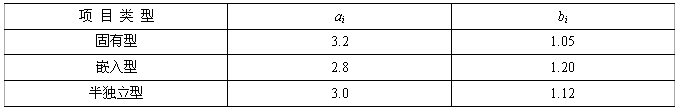 项 目 类 型 ai bi
固有型 3.2 1.05
嵌入型 2.8 1.20
半独立型 3.0 1.12